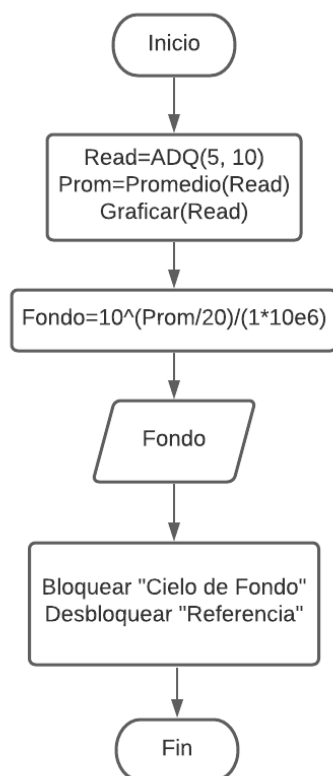 Inicio
Read=ADQ(5, 10)
Prom=Promedio(Read)
Graficar(Read)
Fondo=10^(Prom/20)/(1*10e6)
Fondo
Bloquear "Cielo de Fondo"
Desbloquear "Referencia"
Fin